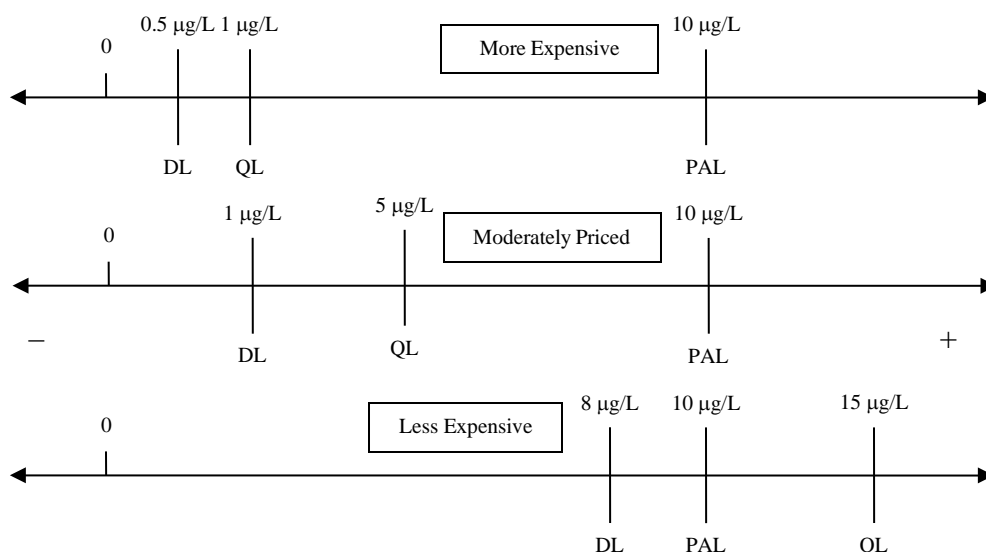 0.5 μg/L 1 μg/L 10 μg/L
0 More Expensive
DL QL PAL
1 μg/L 5 μg/L 10 μg/L
0 Moderately Priced
– +
DL QL PAL
8 μg/L 10 μg/L 15 μg/L
0 Less Expensive
DL PAL QL